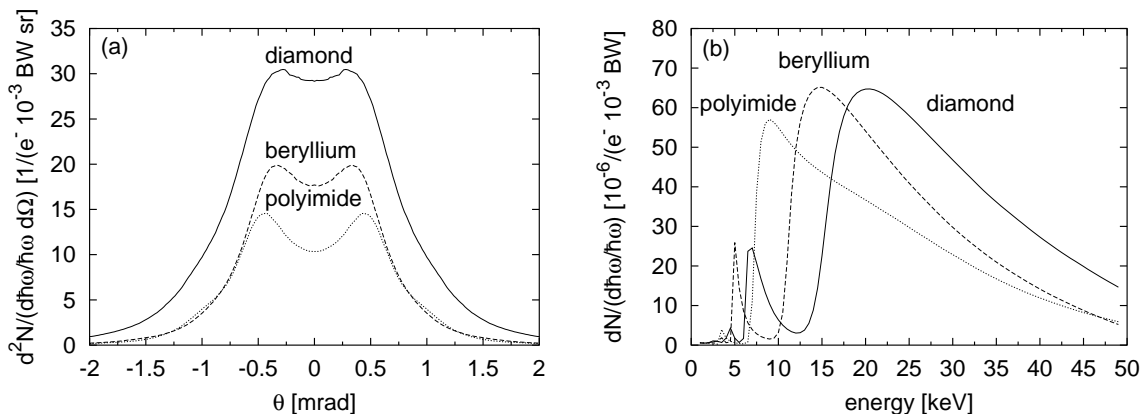 (a)
diamond
beryllium
polyimide
35
30
25
20
15
10
5
0
-2 -1.5 -1 -0.5 0 0.5 1 1.5 2
θ [mrad]
d²N/(dħω/ħω dΩ) [1/(e⁻ 10⁻³ BW sr]
(b)
beryllium
polyimide
diamond
80
70
60
50
40
30
20
10
0
0 5 10 15 20 25 30 35 40 45 50
energy [keV]
dN/(dħω/ħω) [10⁻⁶/(e⁻ 10⁻³ BW]